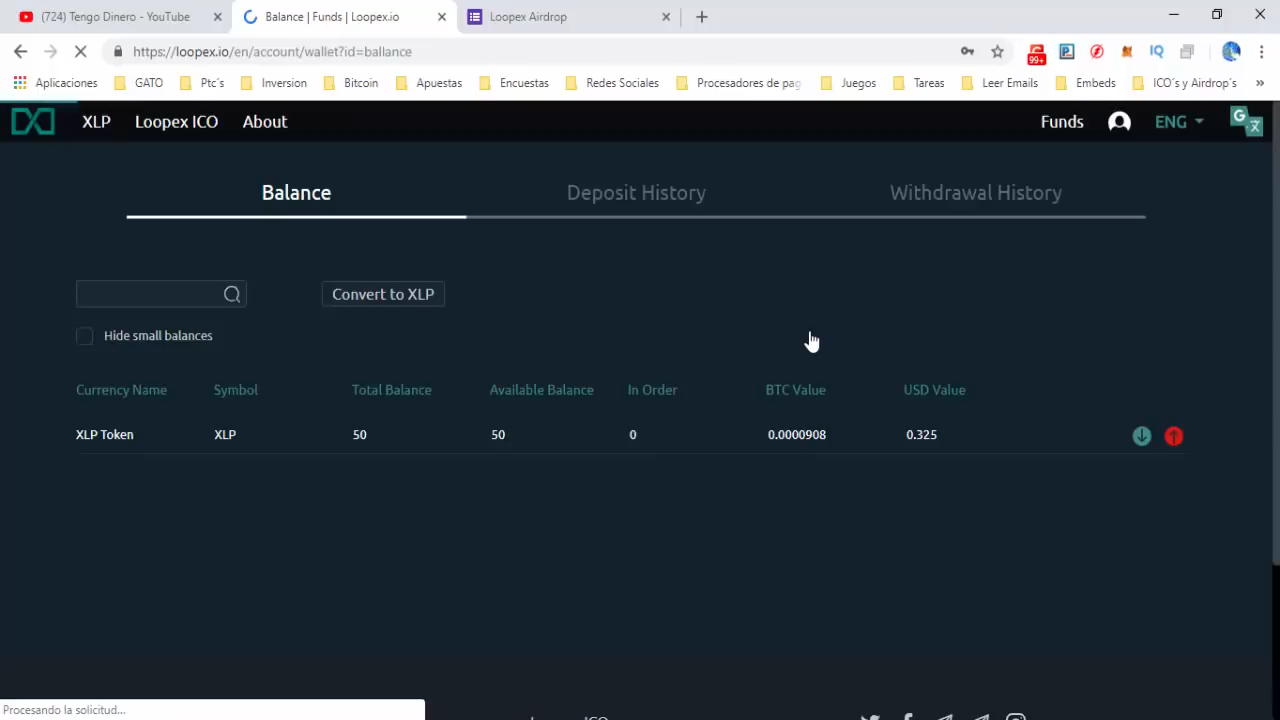 (724) Tengo Dinero - YouTube
Balance | Funds | Loopex.io
Loopex Airdrop
https://loopex.io/en/account/wallet?id=ballance
99+
IQ
Aplicaciones GATO Ptc´s Inversion Bitcoin Apuestas Encuestas Redes Sociales Procesadores de pag Juegos Tareas Leer Emails Embeds ICO´s y Airdrop´s »
XLP Loopex ICO About Funds ENG
Balance Deposit History Withdrawal History
Convert to XLP
Hide small balances
Currency Name Symbol Total Balance Available Balance In Order BTC Value USD Value
XLP Token XLP 50 50 0 0.0000908 0.325
Procesando la solicitud...
Loopex ICO